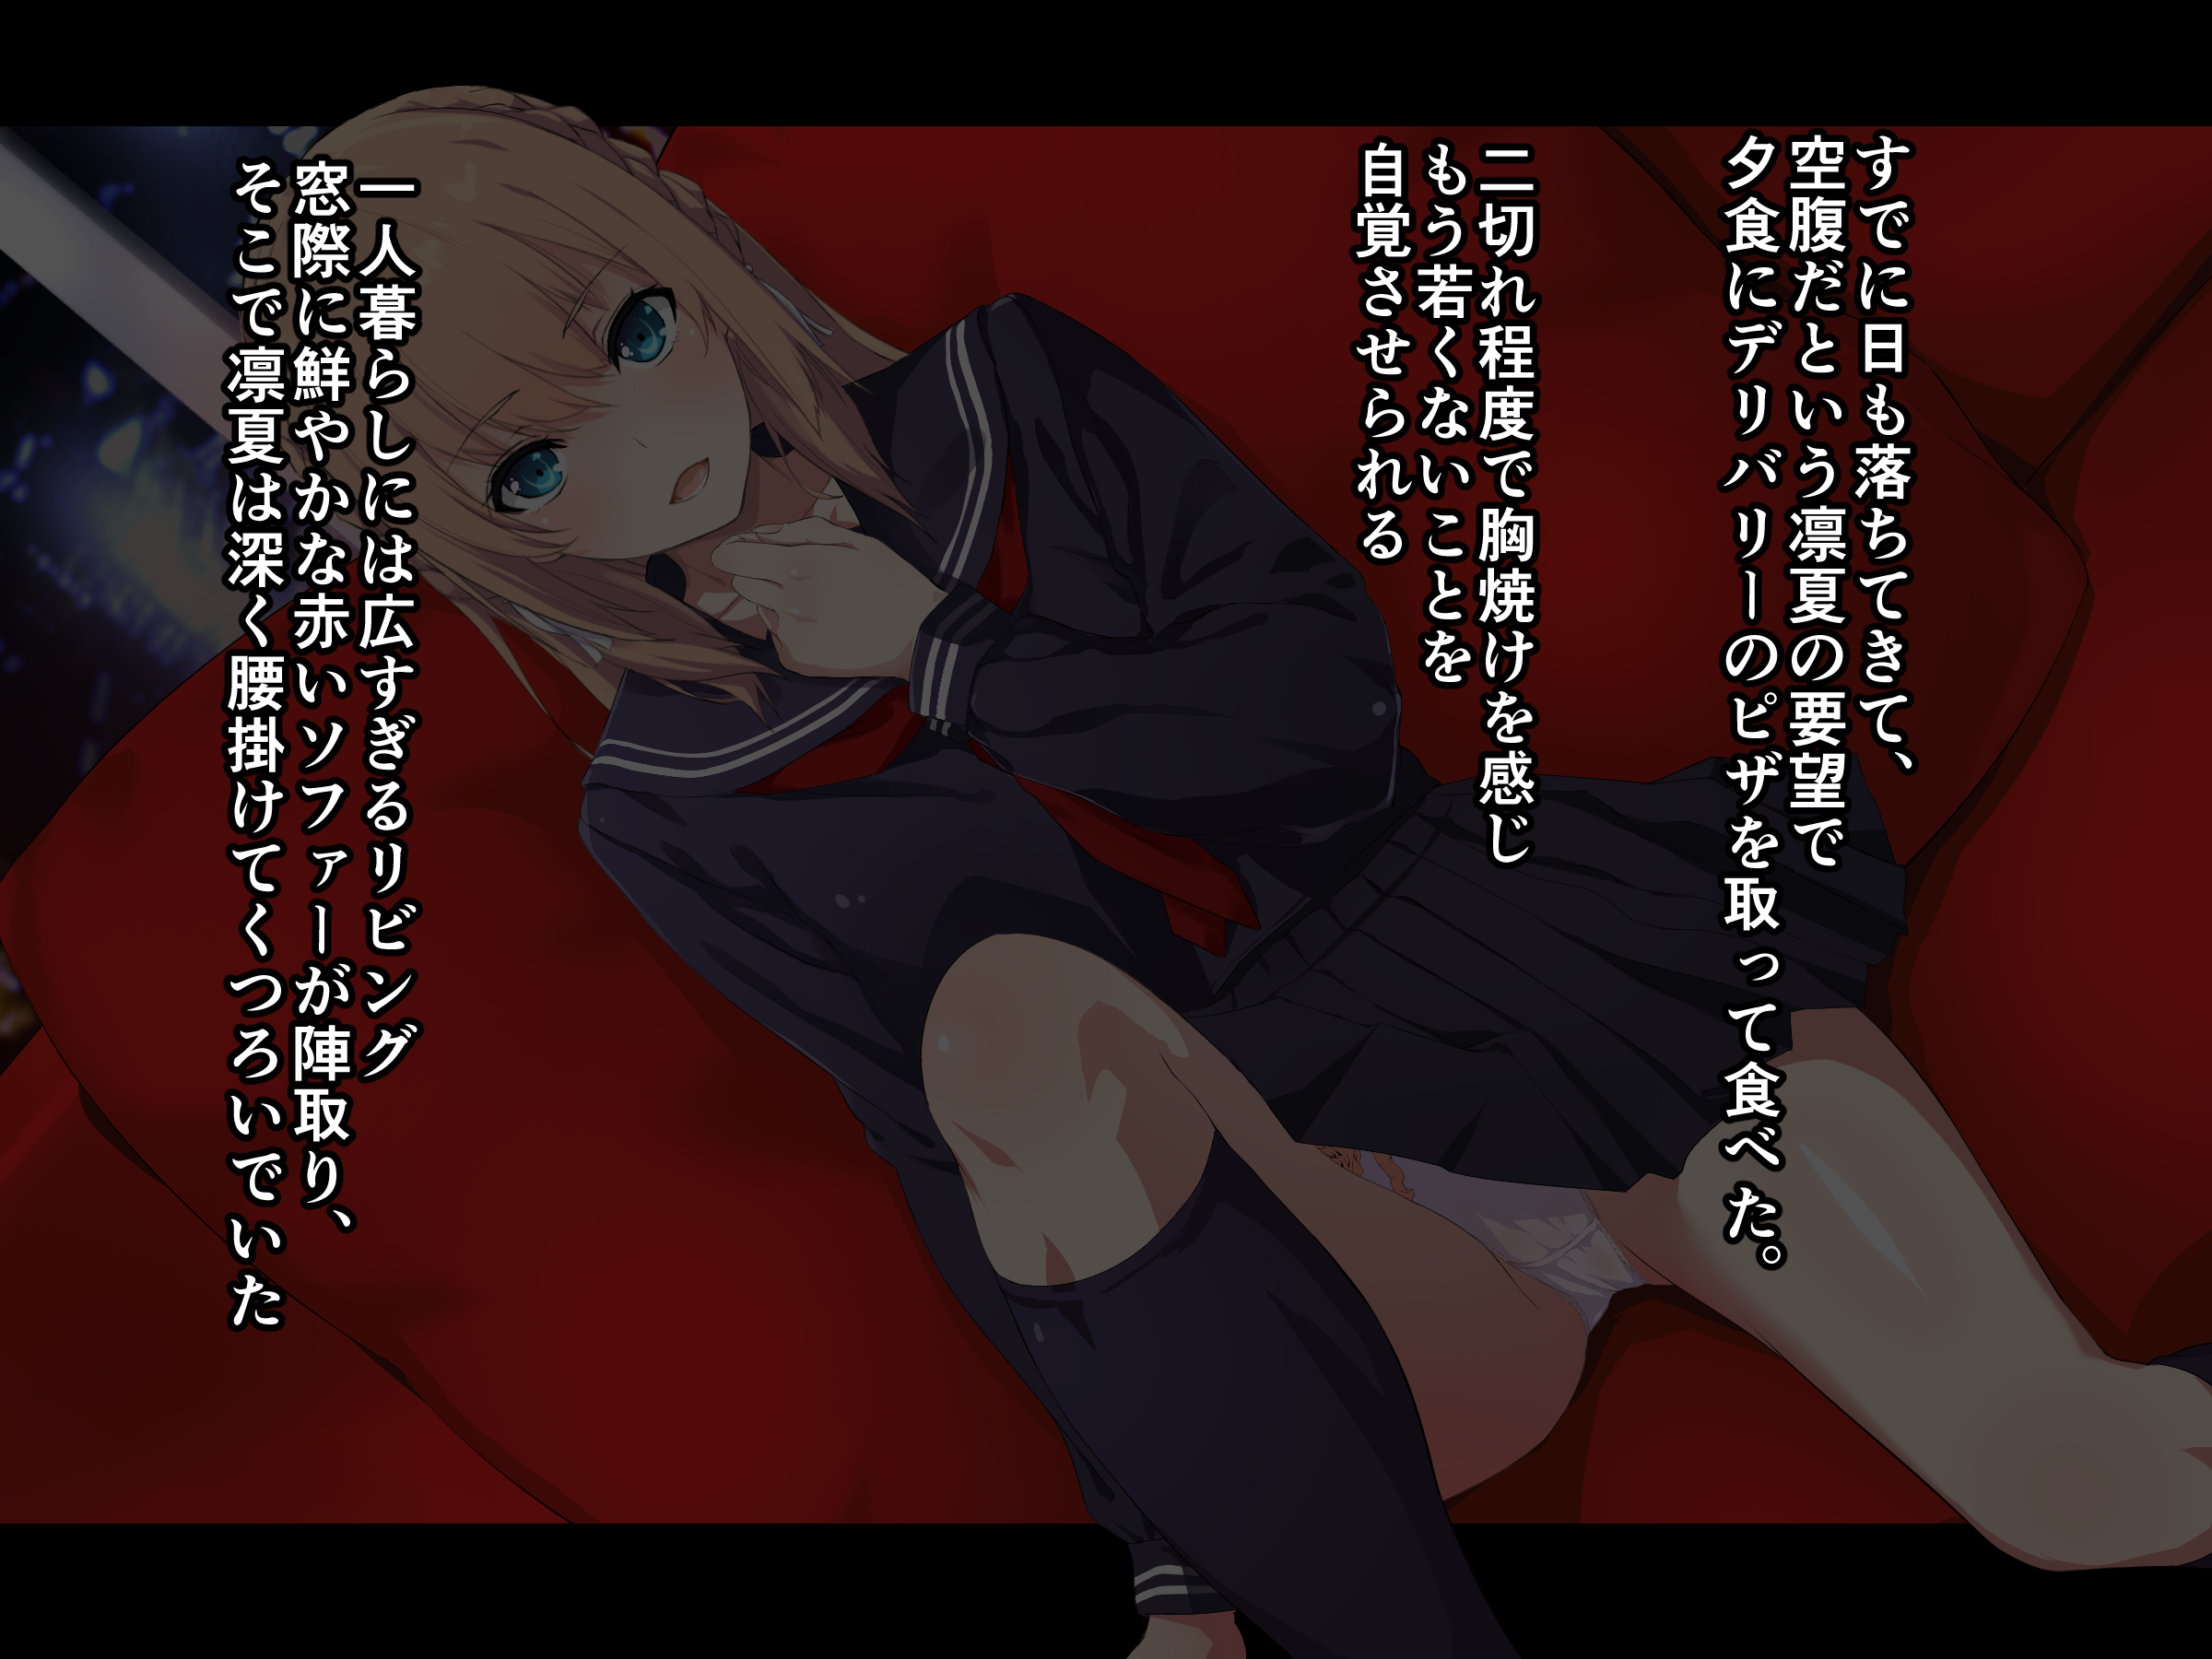 すでに日も落ちてきて、
空腹だという凛夏の要望で
夕食にデリバリーのピザを取って食べた。
二切れ程度で胸焼けを感じ
もう若くないことを
自覚させられる
一人暮らしには広すぎるリビング
窓際に鮮やかな赤いソファーが陣取り、
そこで凛夏は深く腰掛けてくつろいでいた